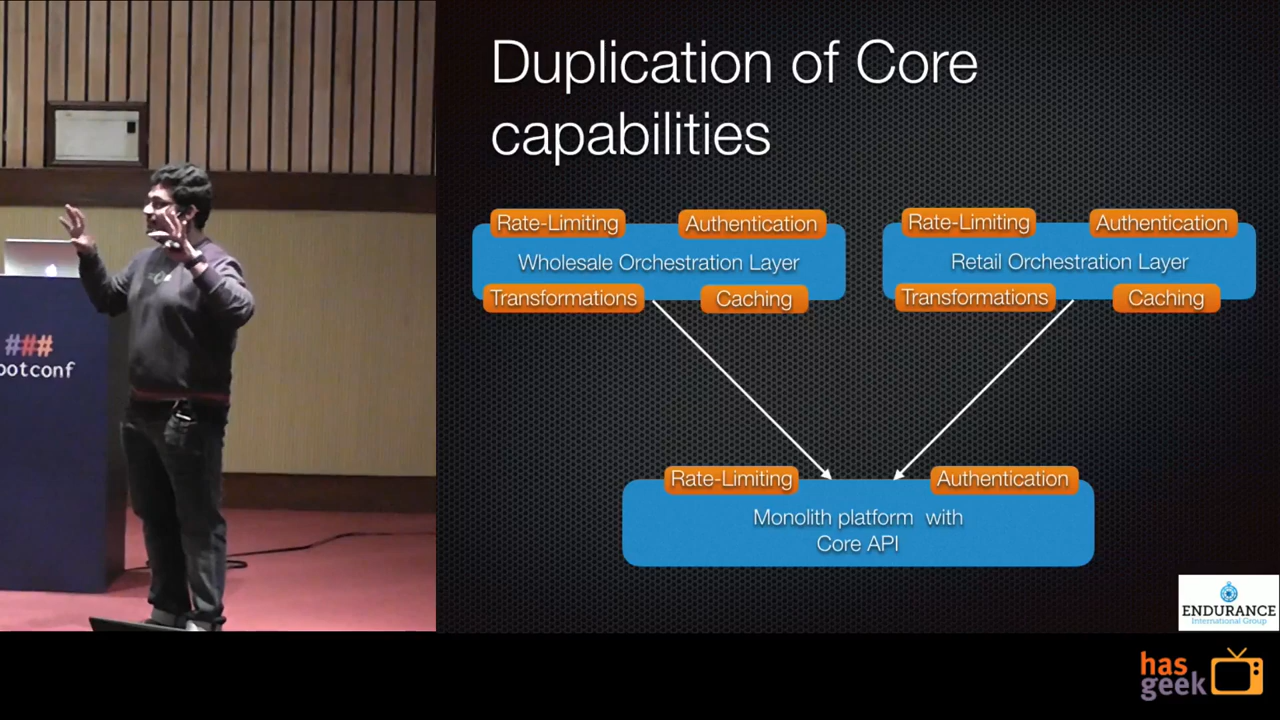 Duplication of Core
capabilities
Rate-Limiting
Authentication
Wholesale Orchestration Layer
Transformations
Caching
Rate-Limiting
Authentication
Retail Orchestration Layer
Transformations
Caching
Rate-Limiting
Authentication
Monolith platform with
Core API
###
ootconf
ENDURANCE
International Group
has
geek